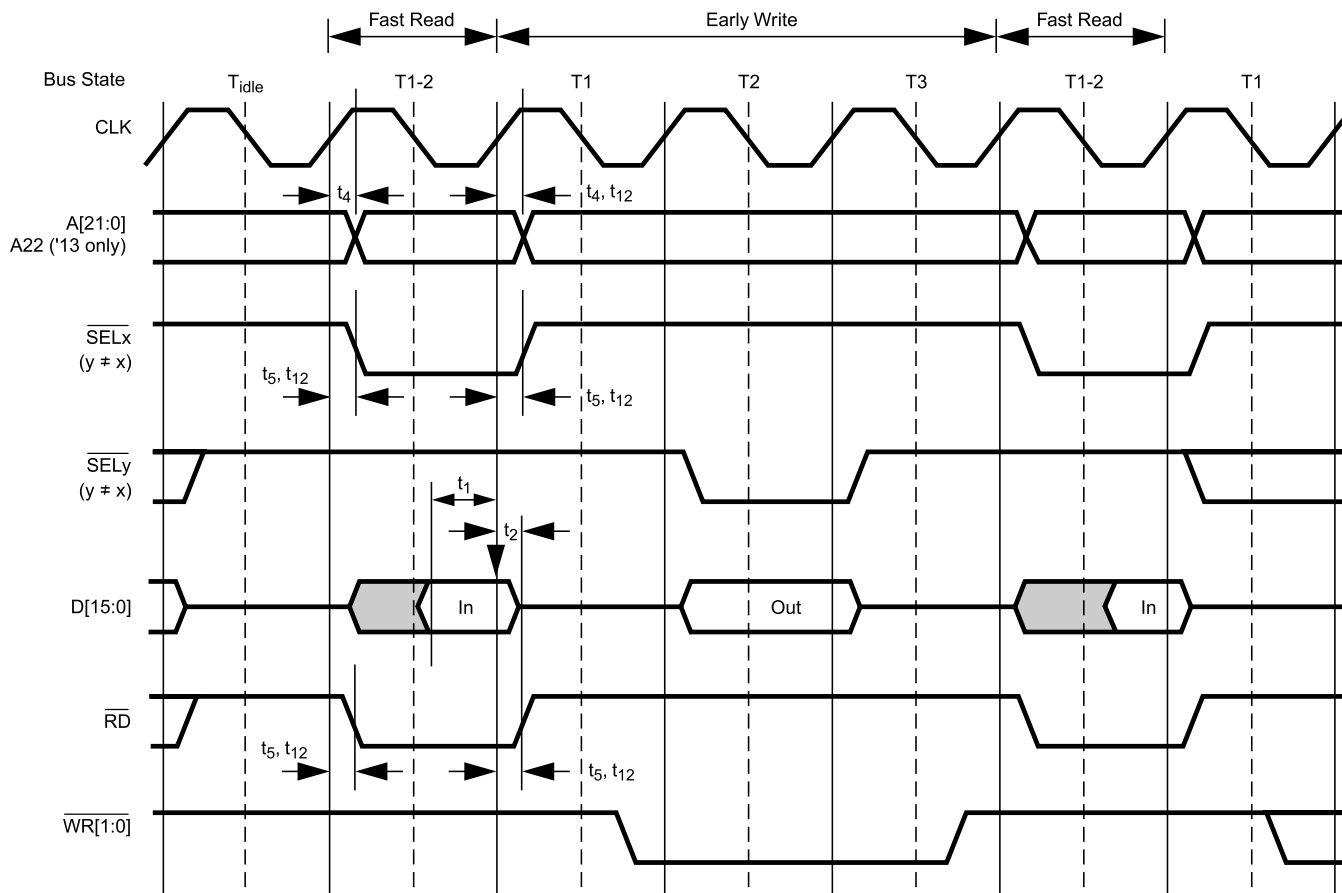 Fast Read Early Write Fast Read
Bus State Tidle T1-2 T1 T2 T3 T1-2 T1
CLK
t4 t4, t12
A[21:0]
A22 ('13 only)
SELx
(y ≠ x)
t5, t12 t5, t12
SELy
(y ≠ x)
t1
t2
D[15:0] In Out In
RD
t5, t12 t5, t12
WR[1:0]